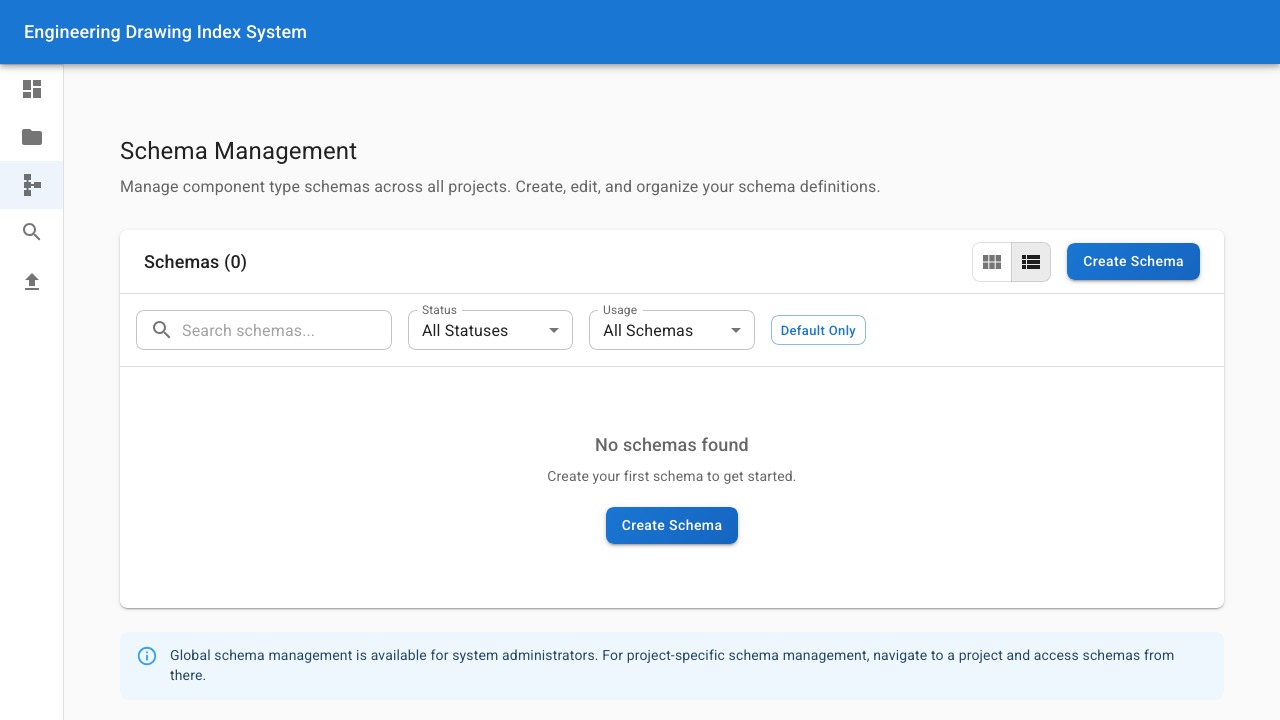 Engineering Drawing Index System
Schema Management
Manage component type schemas across all projects. Create, edit, and organize your schema definitions.
Schemas (0)
Create Schema
Search schemas...
Status
All Statuses
Usage
All Schemas
Default Only
No schemas found
Create your first schema to get started.
Create Schema
Global schema management is available for system administrators. For project-specific schema management, navigate to a project and access schemas from
there.